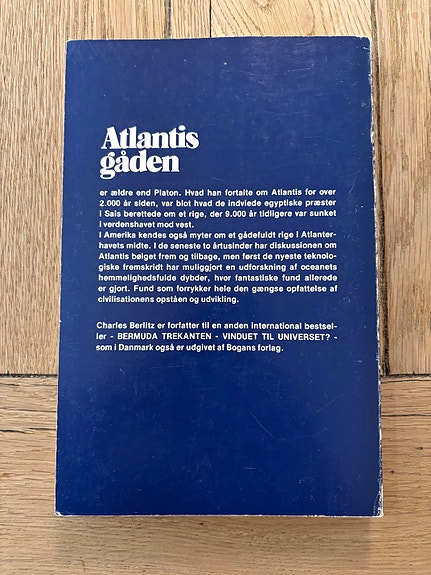 Atlantis
gåden
er ældre end Platon. Hvad han fortalte om Atlantis for over
2.000 år siden, var blot hvad de indviede egyptiske præster
i Sais berettede om et rige, der 9.000 år tidligere var sunket
i verdenshavet mod vest.
I Amerika kendes også myter om et gådefuldt rige i Atlanter-
havets midte. I de seneste to årtusinder har diskussionen om
Atlantis bølget frem og tilbage, men først de nyeste teknolo-
giske fremskridt har muliggjort en udforskning af oceanets
hemmelighedsfulde dybder, hvor fantastiske fund allerede
er gjort. Fund som forrykker hele den gængse opfattelse af
civilisationens opståen og udvikling.
Charles Berlitz er forfatter til en anden international bestsel-
ler - BERMUDA TREKANTEN - VINDUET TIL UNIVERSET? -
som i Danmark også er udgivet af Bogans forlag.